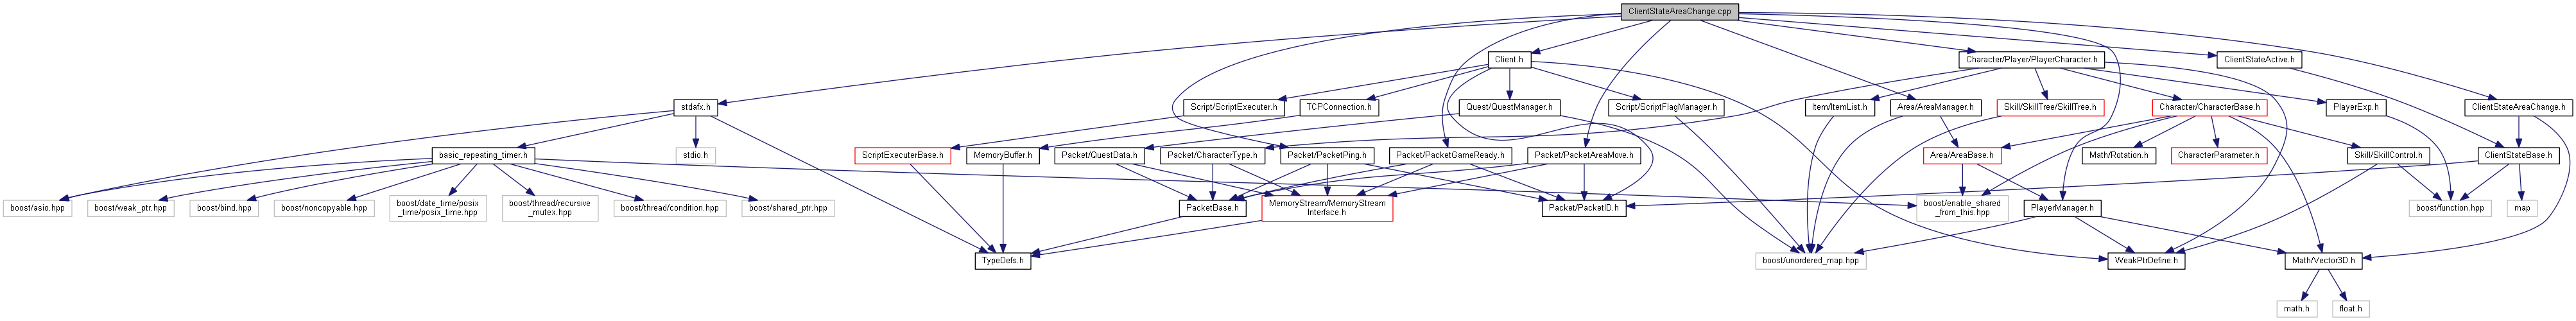 ClientStateAreaChange.cpp
Client.h
Character/Player/PlayerCharacter.h
ClientStateActive.h
stdafx.h
Script/ScriptExecuter.h
TCPConnection.h
Quest/QuestManager.h
Script/ScriptFlagManager.h
Item/ItemList.h
Area/AreaManager.h
Skill/SkillTree/SkillTree.h
Character/CharacterBase.h
PlayerExp.h
ClientStateAreaChange.h
basic_repeating_timer.h
stdio.h
ScriptExecuterBase.h
MemoryBuffer.h
Packet/QuestData.h
Packet/CharacterType.h
Packet/PacketPing.h
Packet/PacketGameReady.h
Packet/PacketAreaMove.h
Area/AreaBase.h
Math/Rotation.h
CharacterParameter.h
Skill/SkillControl.h
ClientStateBase.h
boost/asio.hpp
boost/weak_ptr.hpp
boost/bind.hpp
boost/noncopyable.hpp
boost/date_time/posix
_time/posix_time.hpp
boost/thread/recursive
_mutex.hpp
boost/thread/condition.hpp
boost/shared_ptr.hpp
PacketBase.h
MemoryStream/MemoryStream
Interface.h
Packet/PacketID.h
boost/enable_shared
_from_this.hpp
PlayerManager.h
boost/function.hpp
map
TypeDefs.h
boost/unordered_map.hpp
WeakPtrDefine.h
Math/Vector3D.h
math.h
float.h